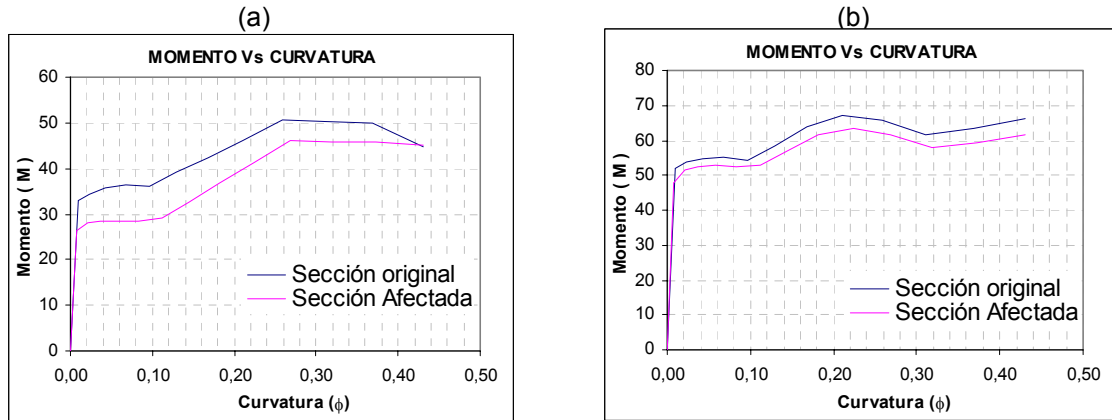 (a)
MOMENTO Vs CURVATURA
60
50
40
30
20
10
0
Momento ( M )
Sección original
Sección Afectada
0,00 0,10 0,20 0,30 0,40 0,50
Curvatura (ϕ)
(b)
MOMENTO Vs CURVATURA
80
70
60
50
40
30
20
10
0
Momento ( M )
Sección original
Sección Afectada
0,00 0,10 0,20 0,30 0,40 0,50
Curvatura (ϕ)